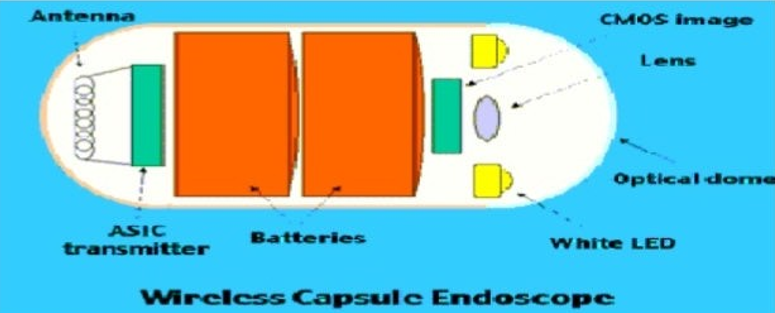 Antenna
CMOS image
Lens
Optical dome
White LED
Batteries
ASIC
transmitter
Wireless Capsule Endoscope